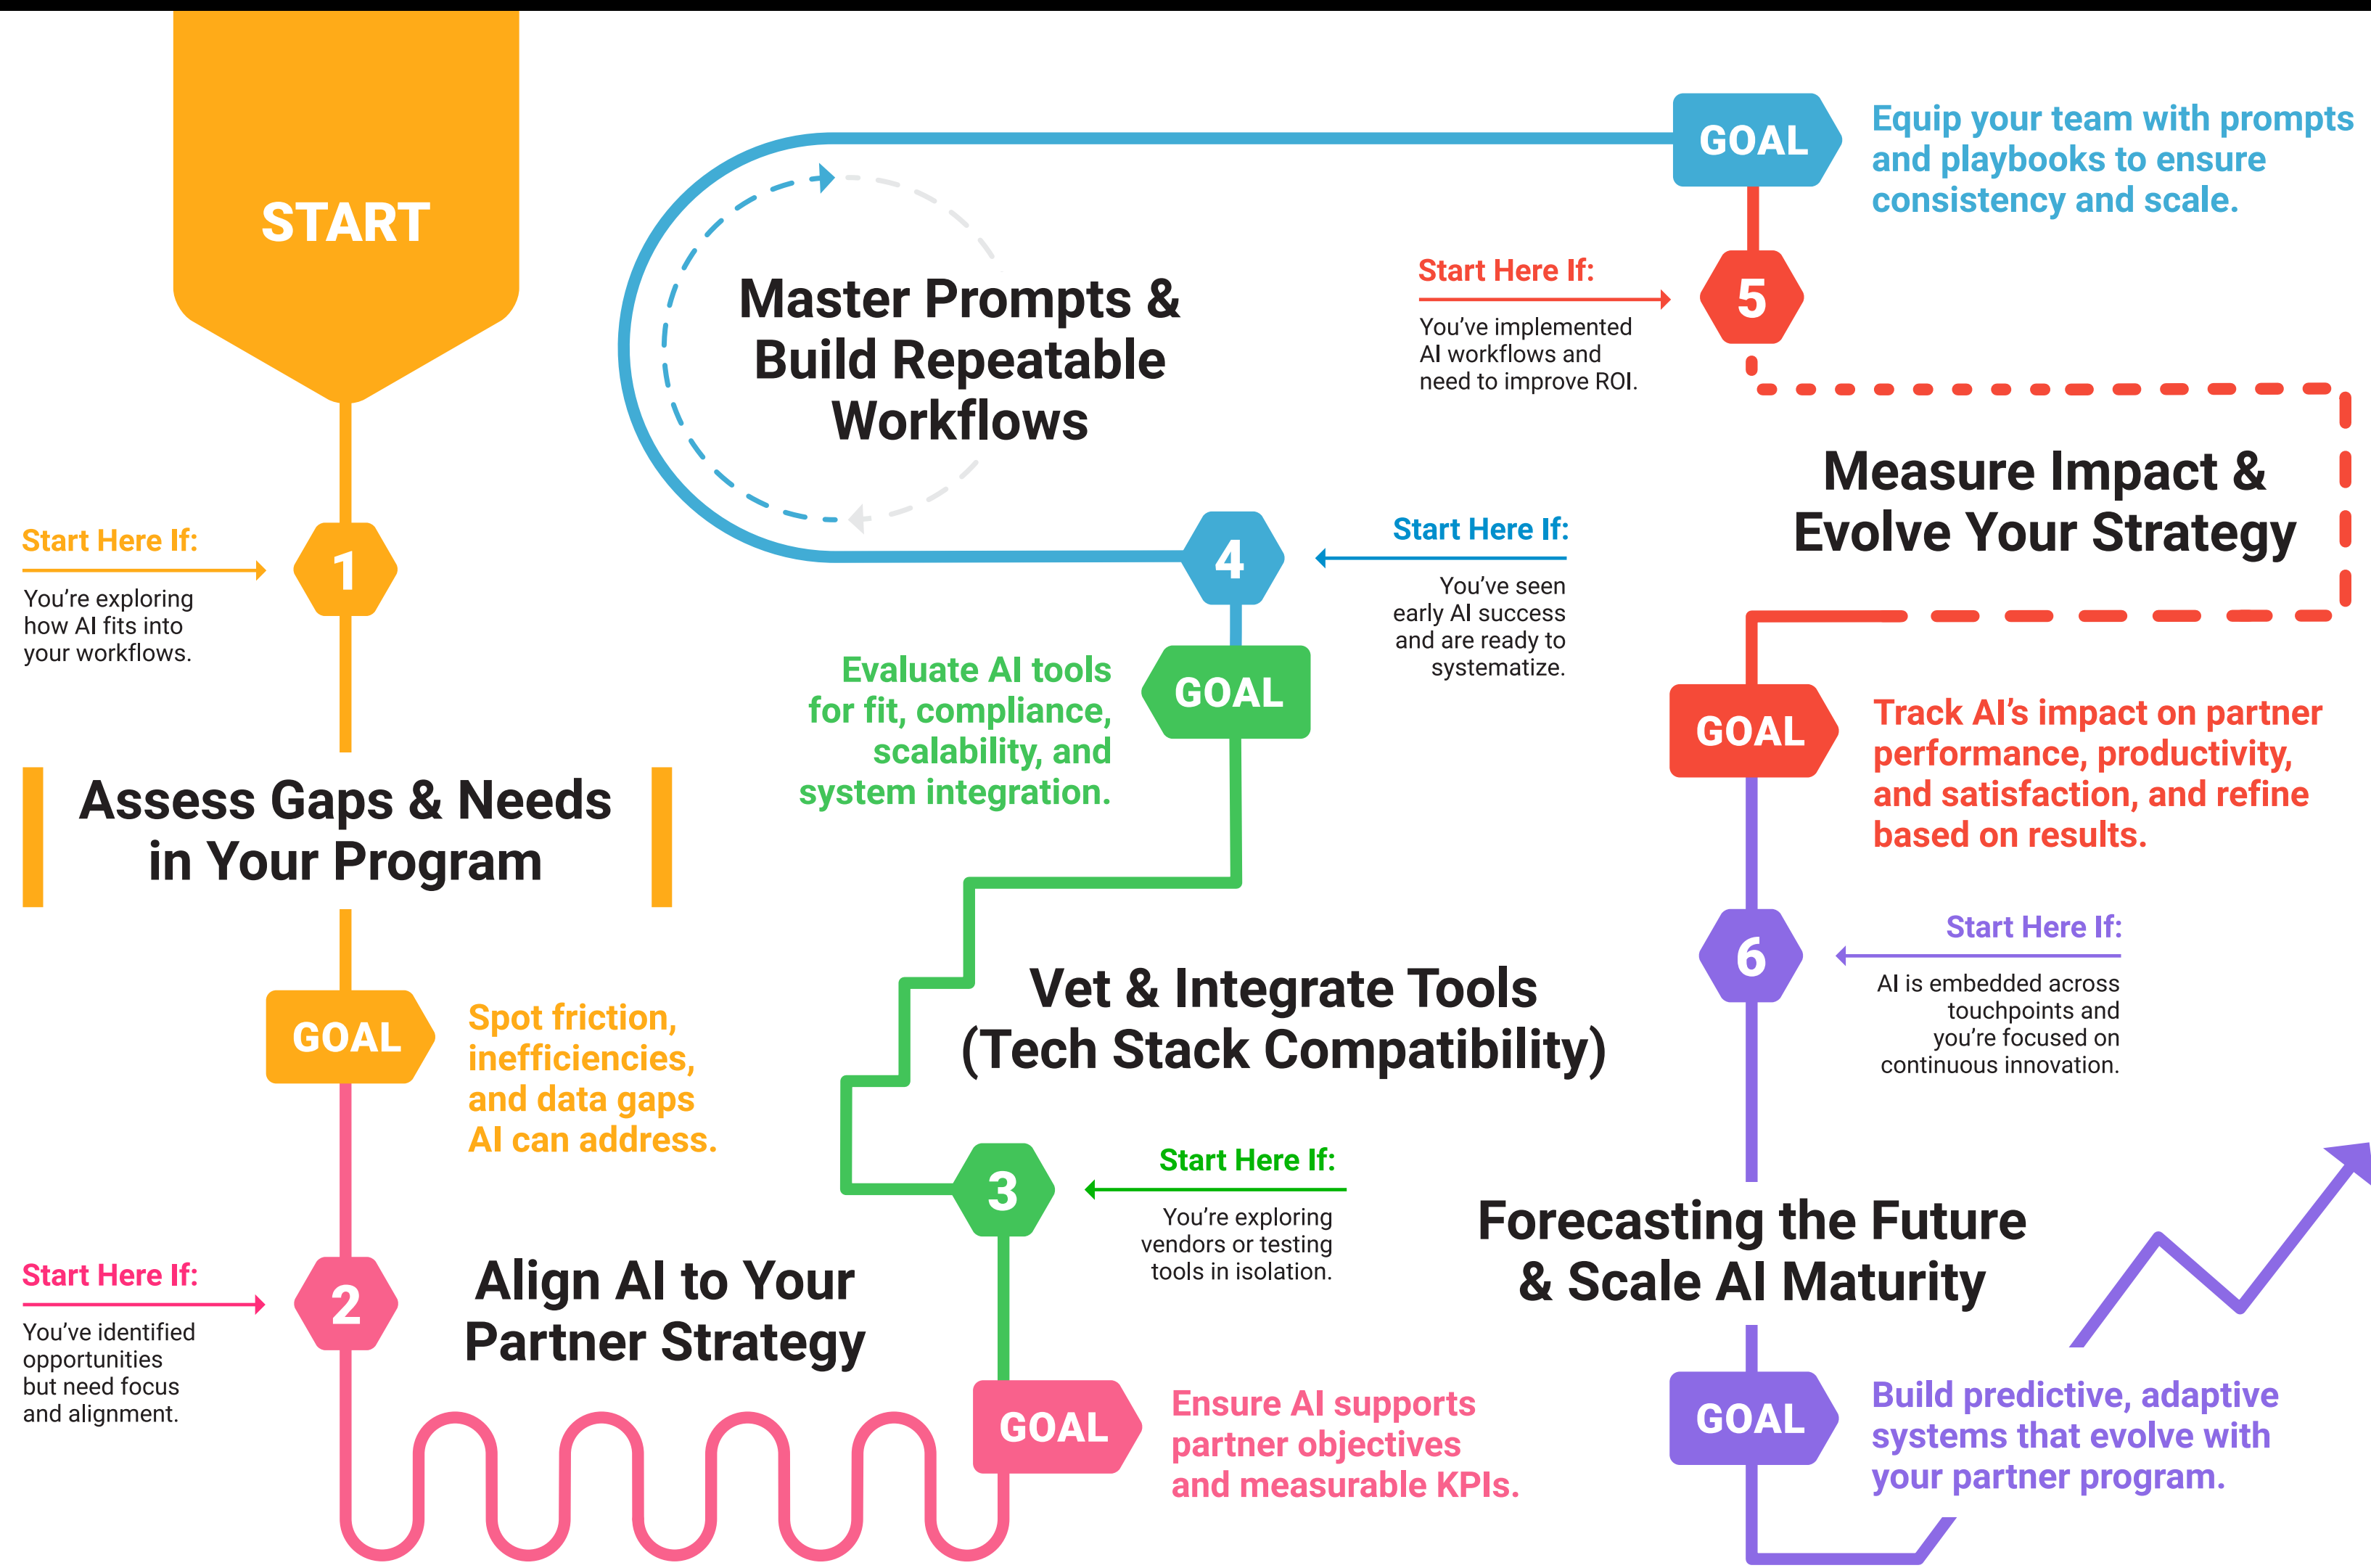 START
Start Here If:
1
You’re exploring
how AI fits into
your workflows.
Assess Gaps & Needs
in Your Program
GOAL
Spot friction,
inefficiencies,
and data gaps
AI can address.
Start Here If:
2
You’ve identified
opportunities
but need focus
and alignment.
Align AI to Your
Partner Strategy
GOAL
Ensure AI supports
partner objectives
and measurable KPIs.
3
Start Here If:
You’re exploring
vendors or testing
tools in isolation.
Vet & Integrate Tools
(Tech Stack Compatibility)
GOAL
Evaluate AI tools
for fit, compliance,
scalability, and
system integration.
4
Start Here If:
You’ve seen
early AI success
and are ready to
systematize.
Master Prompts &
Build Repeatable
Workflows
GOAL
Equip your team with prompts
and playbooks to ensure
consistency and scale.
Start Here If:
5
You’ve implemented
AI workflows and
need to improve ROI.
Measure Impact &
Evolve Your Strategy
GOAL
Track AI’s impact on partner
performance, productivity,
and satisfaction, and refine
based on results.
6
Start Here If:
AI is embedded across
touchpoints and
you’re focused on
continuous innovation.
Forecasting the Future
& Scale AI Maturity
GOAL
Build predictive, adaptive
systems that evolve with
your partner program.